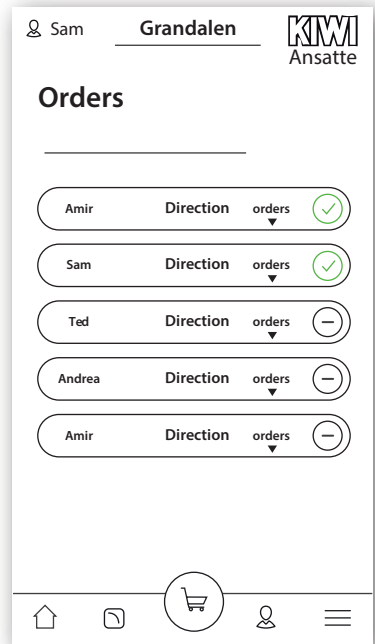 Sam
Grandalen
KIWI
Ansatte
Orders
Amir Direction orders
Sam Direction orders
Ted Direction orders
Andrea Direction orders
Amir Direction orders